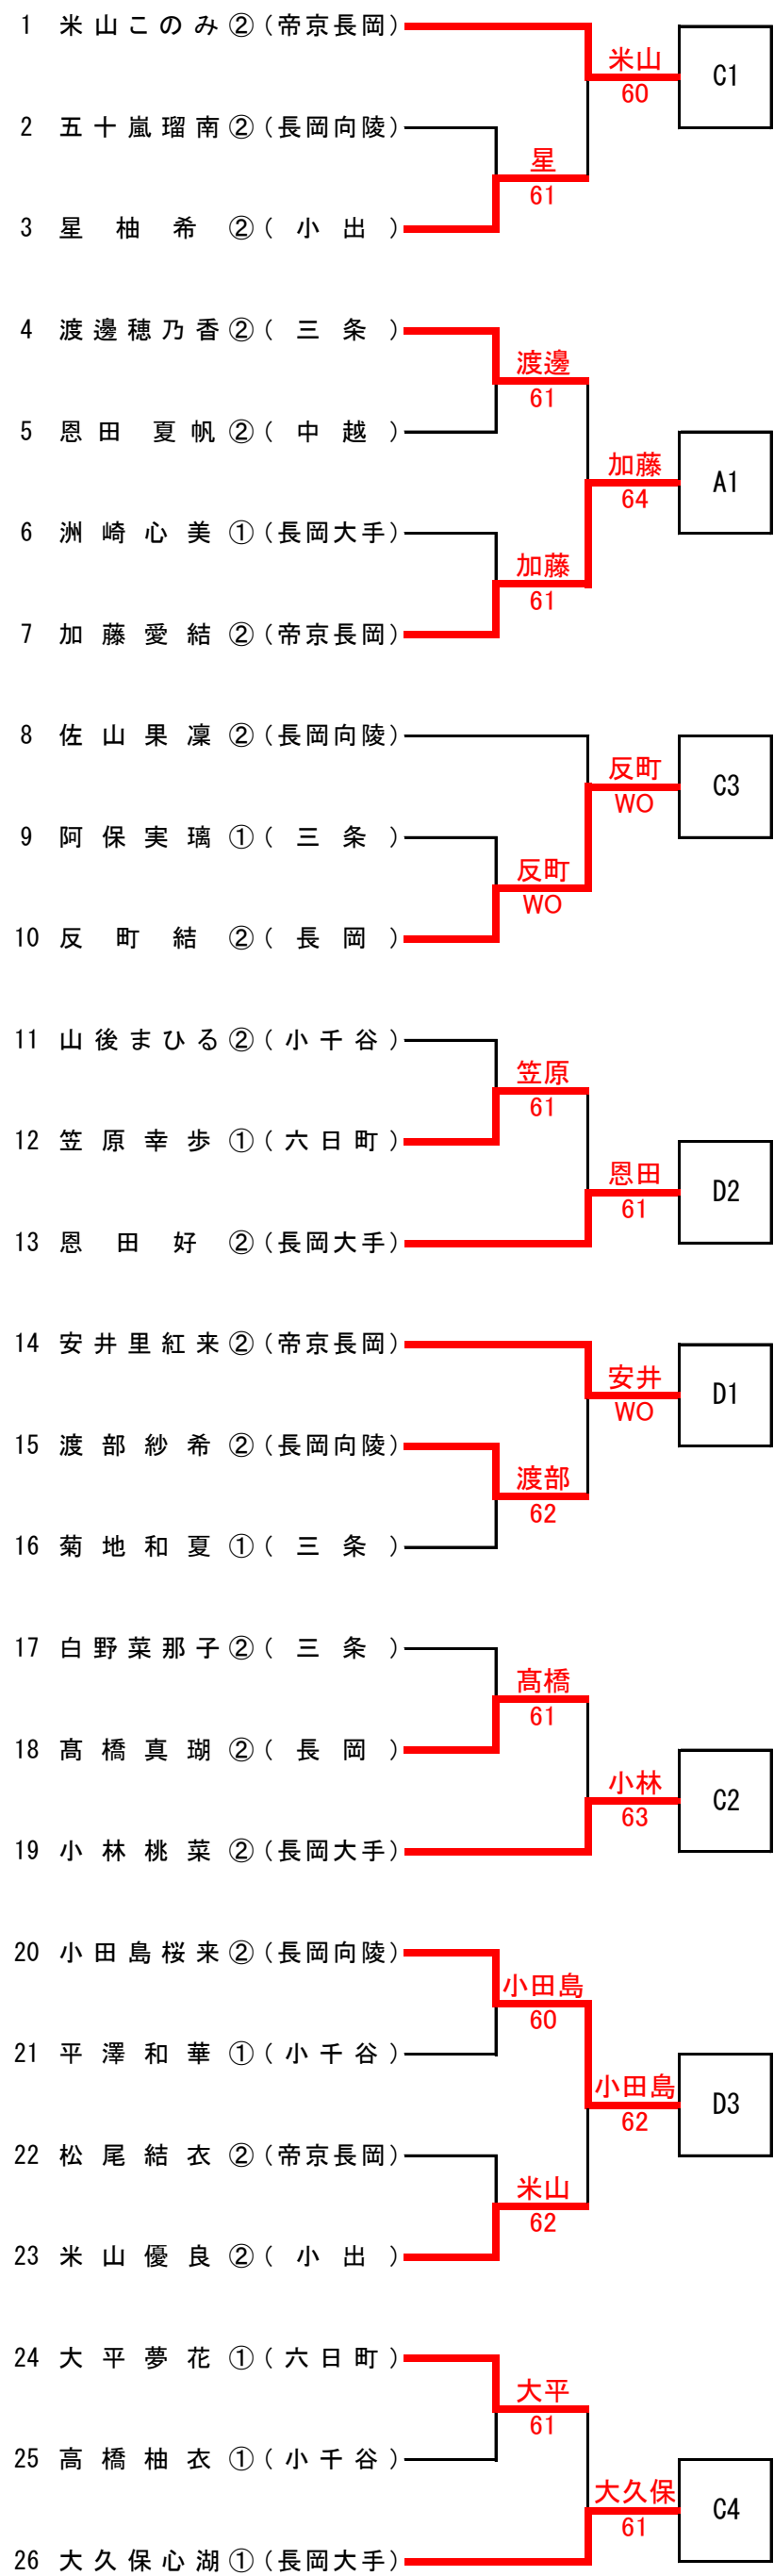 1 米山このみ ② (帝京長岡)
米山
60
C1
2 五十嵐瑠南 ② (長岡向陵)
星
61
3 星柚希 ② (小出)
4 渡邊穂乃香 ② (三条)
渡邊
61
5 恩田夏帆 ② (中越)
加藤
64
A1
6 洲崎心美 ① (長岡大手)
加藤
61
7 加藤愛結 ② (帝京長岡)
8 佐山果凜 ② (長岡向陵)
反町
WO
C3
9 阿保実璃 ① (三条)
反町
WO
10 反町結 ② (長岡)
11 山後まひる ② (小千谷)
笠原
61
12 笠原幸歩 ① (六日町)
恩田
61
D2
13 恩田好 ② (長岡大手)
14 安井里紅来 ② (帝京長岡)
安井
WO
D1
15 渡部紗希 ② (長岡向陵)
渡部
62
16 菊地和夏 ① (三条)
17 白野菜那子 ② (三条)
髙橋
61
18 髙橋真瑚 ② (長岡)
小林
63
C2
19 小林桃菜 ② (長岡大手)
20 小田島桜来 ② (長岡向陵)
小田島
60
21 平澤和華 ① (小千谷)
小田島
62
D3
22 松尾結衣 ② (帝京長岡)
米山
62
23 米山優良 ② (小出)
24 大平夢花 ① (六日町)
大平
61
25 高橋柚衣 ① (小千谷)
大久保
61
C4
26 大久保心湖 ① (長岡大手)